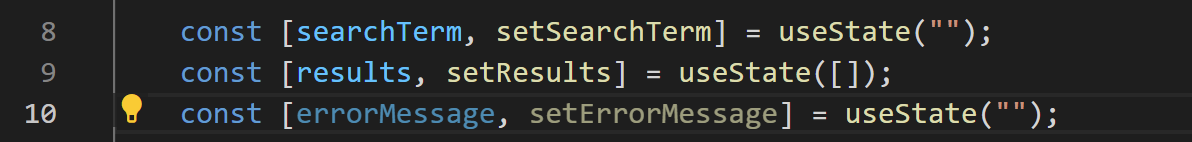 8 const [searchTerm, setSearchTerm] = useState("");
9 const [results, setResults] = useState([]);
10 const [errorMessage, setErrorMessage] = useState("");